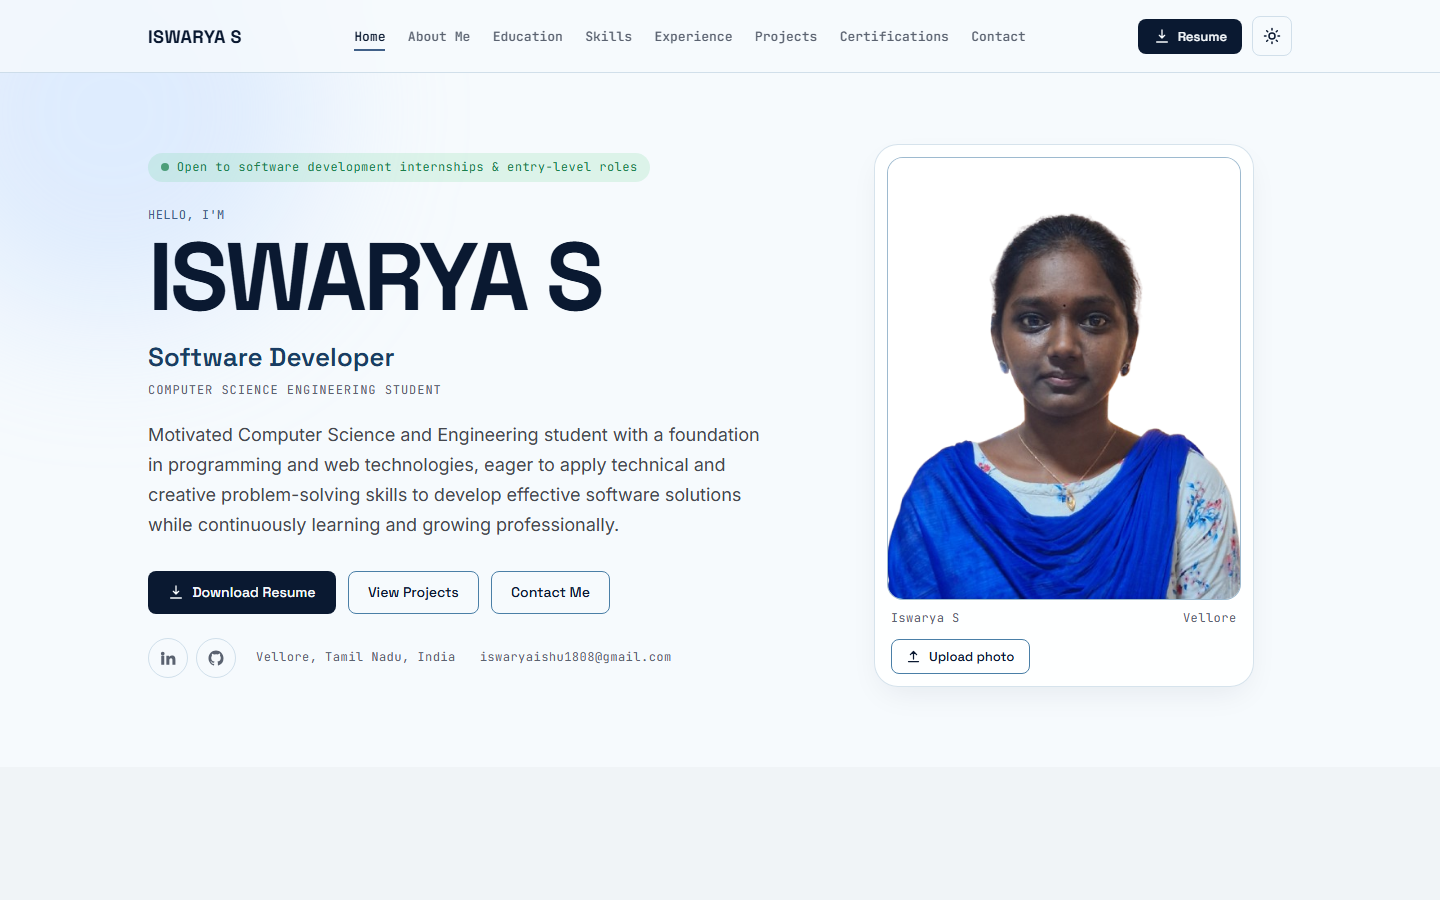 ISWARYA S
Home About Me Education Skills Experience Projects Certifications Contact
Resume
Open to software development internships & entry-level roles
HELLO, I'M
ISWARYA S
Software Developer
COMPUTER SCIENCE ENGINEERING STUDENT
Motivated Computer Science and Engineering student with a foundation
in programming and web technologies, eager to apply technical and
creative problem-solving skills to develop effective software solutions
while continuously learning and growing professionally.
Download Resume View Projects Contact Me
in Vellore, Tamil Nadu, India iswaryaishu1808@gmail.com
Iswarya S Vellore
Upload photo